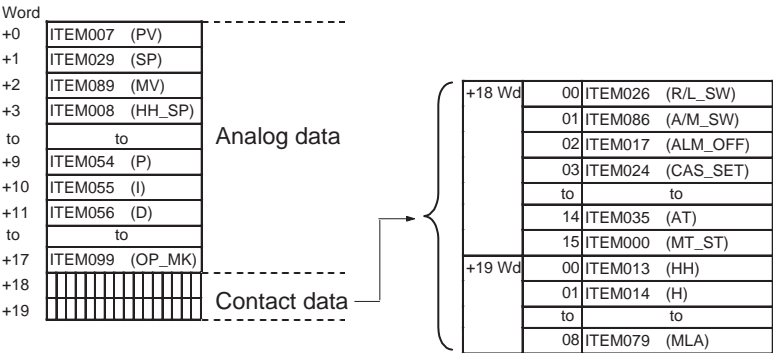 Word
+0 ITEM007 (PV)
+1 ITEM029 (SP)
+2 ITEM089 (MV)
+3 ITEM008 (HH_SP)
to to
+9 ITEM054 (P)
+10 ITEM055 (I)
+11 ITEM056 (D)
to to
+17 ITEM099 (OP_MK)
+18
+19
Analog data
Contact data
+18 Wd 00 ITEM026 (R/L_SW)
01 ITEM086 (A/M_SW)
02 ITEM017 (ALM_OFF)
03 ITEM024 (CAS_SET)
to to
14 ITEM035 (AT)
15 ITEM000 (MT_ST)
+19 Wd 00 ITEM013 (HH)
01 ITEM014 (H)
to to
08 ITEM079 (MLA)